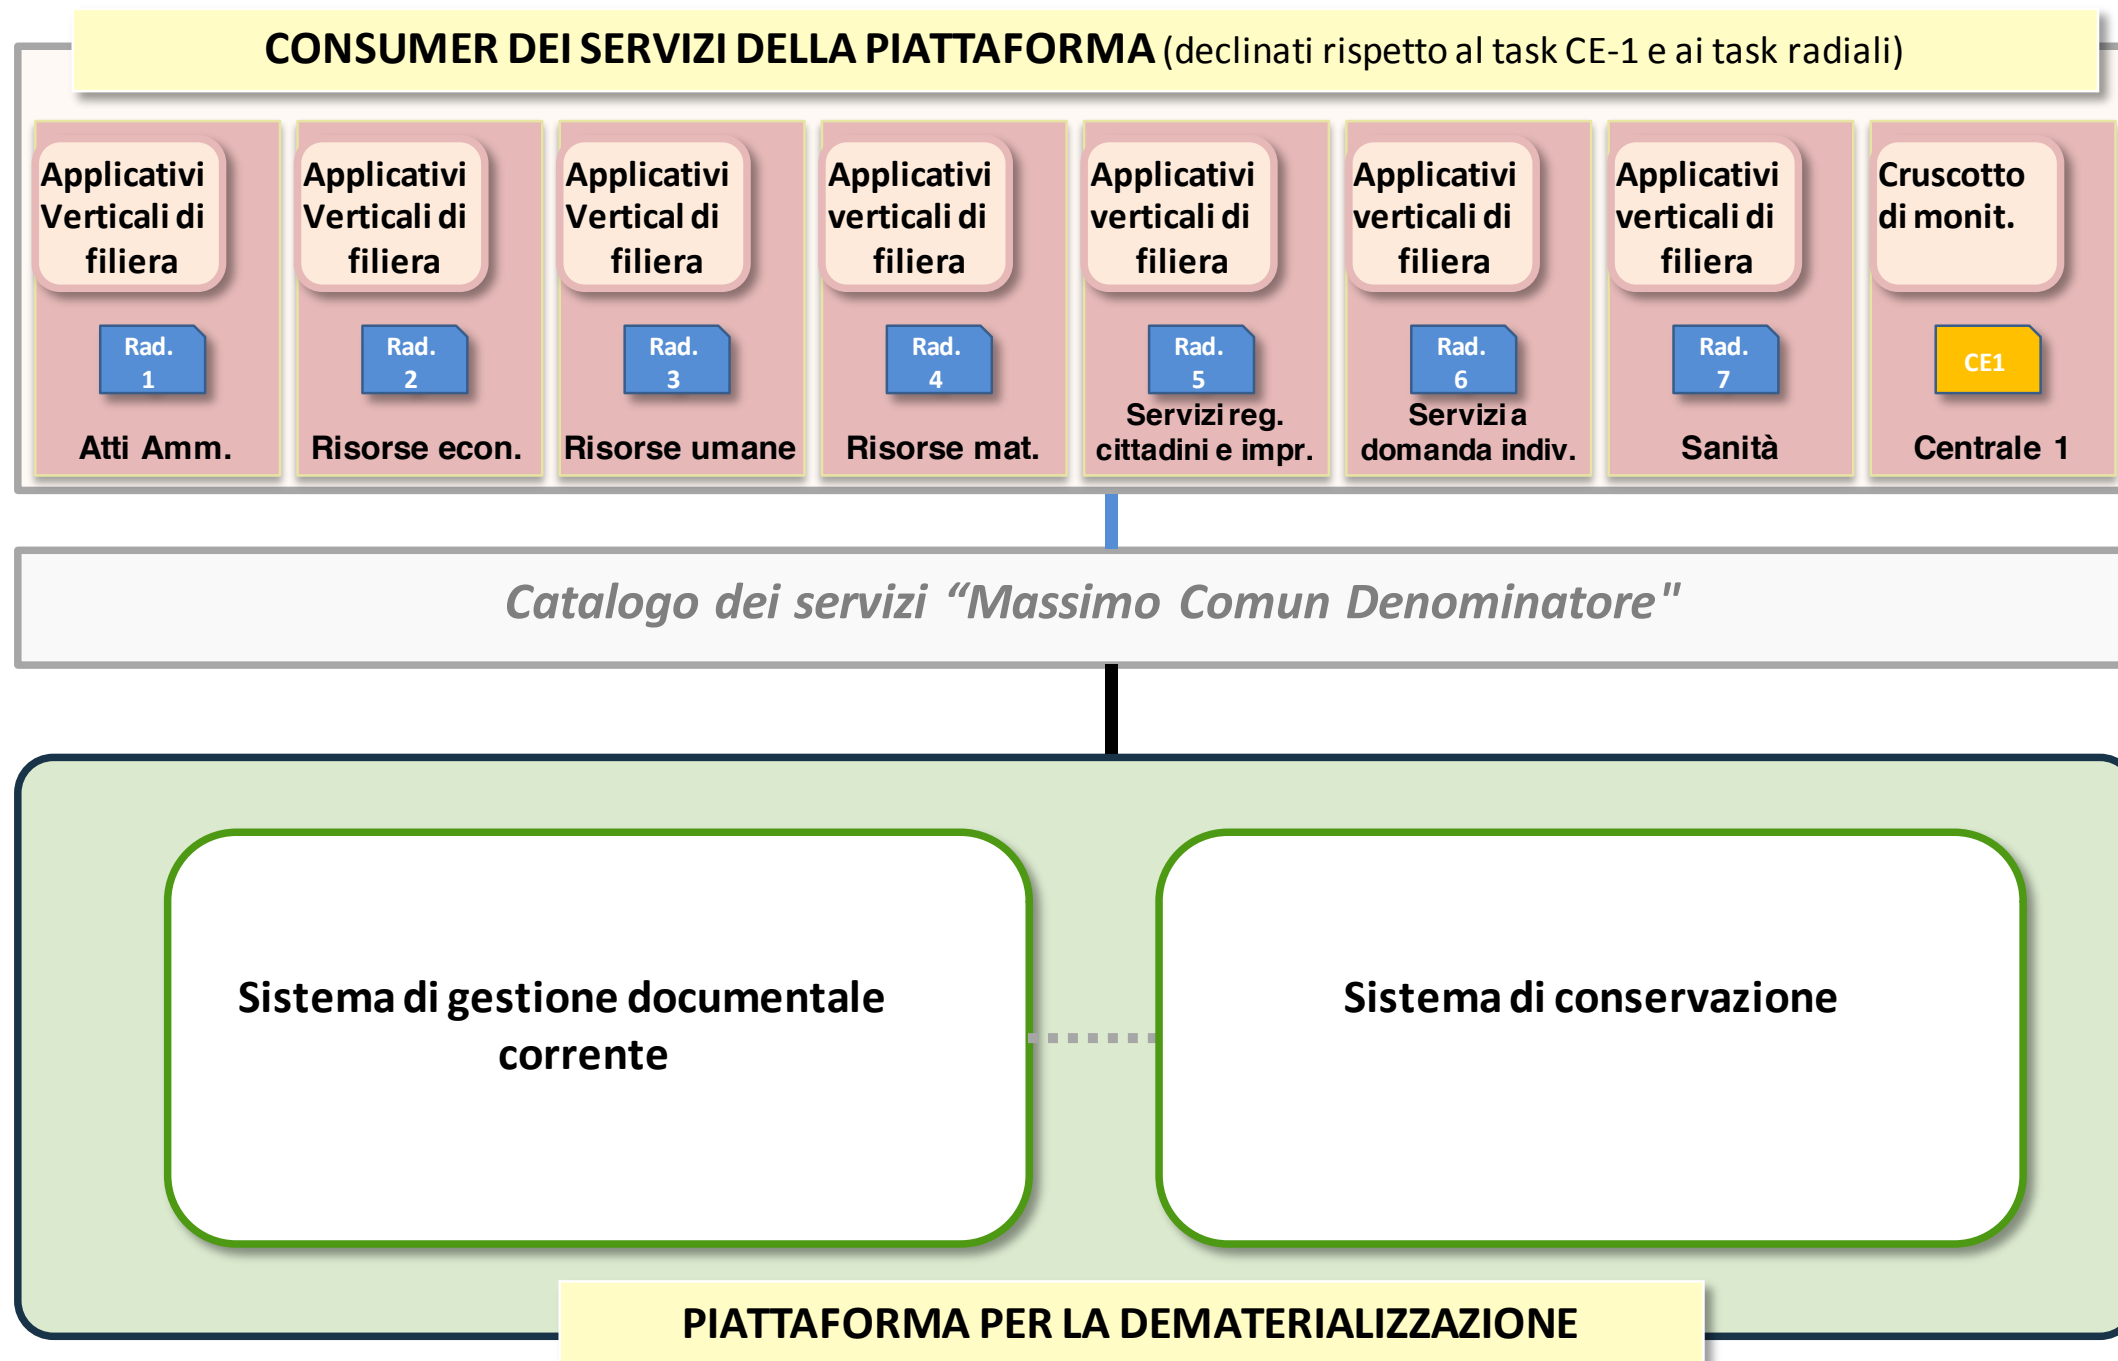 CONSUMER DEI SERVIZI DELLA PIATTAFORMA (declinati rispetto al task CE-1 e ai task radiali)
Applicativi
Verticali di
filiera
Rad.
1
Atti Amm.
Applicativi
Verticali di
filiera
Rad.
2
Risorse econ.
Applicativi
Vertical di
filiera
Rad.
3
Risorse umane
Applicativi
verticali di
filiera
Rad.
4
Risorse mat.
Applicativi
verticali di
filiera
Rad.
5
Servizi reg.
cittadini e impr.
Applicativi
verticali di
filiera
Rad.
6
Servizi a
domanda indiv.
Applicativi
verticali di
filiera
Rad.
7
Sanità
Cruscotto
di monit.
CE1
Centrale 1
Catalogo dei servizi “Massimo Comun Denominatore"
Sistema di gestione documentale
corrente
Sistema di conservazione
PIATTAFORMA PER LA DEMATERIALIZZAZIONE